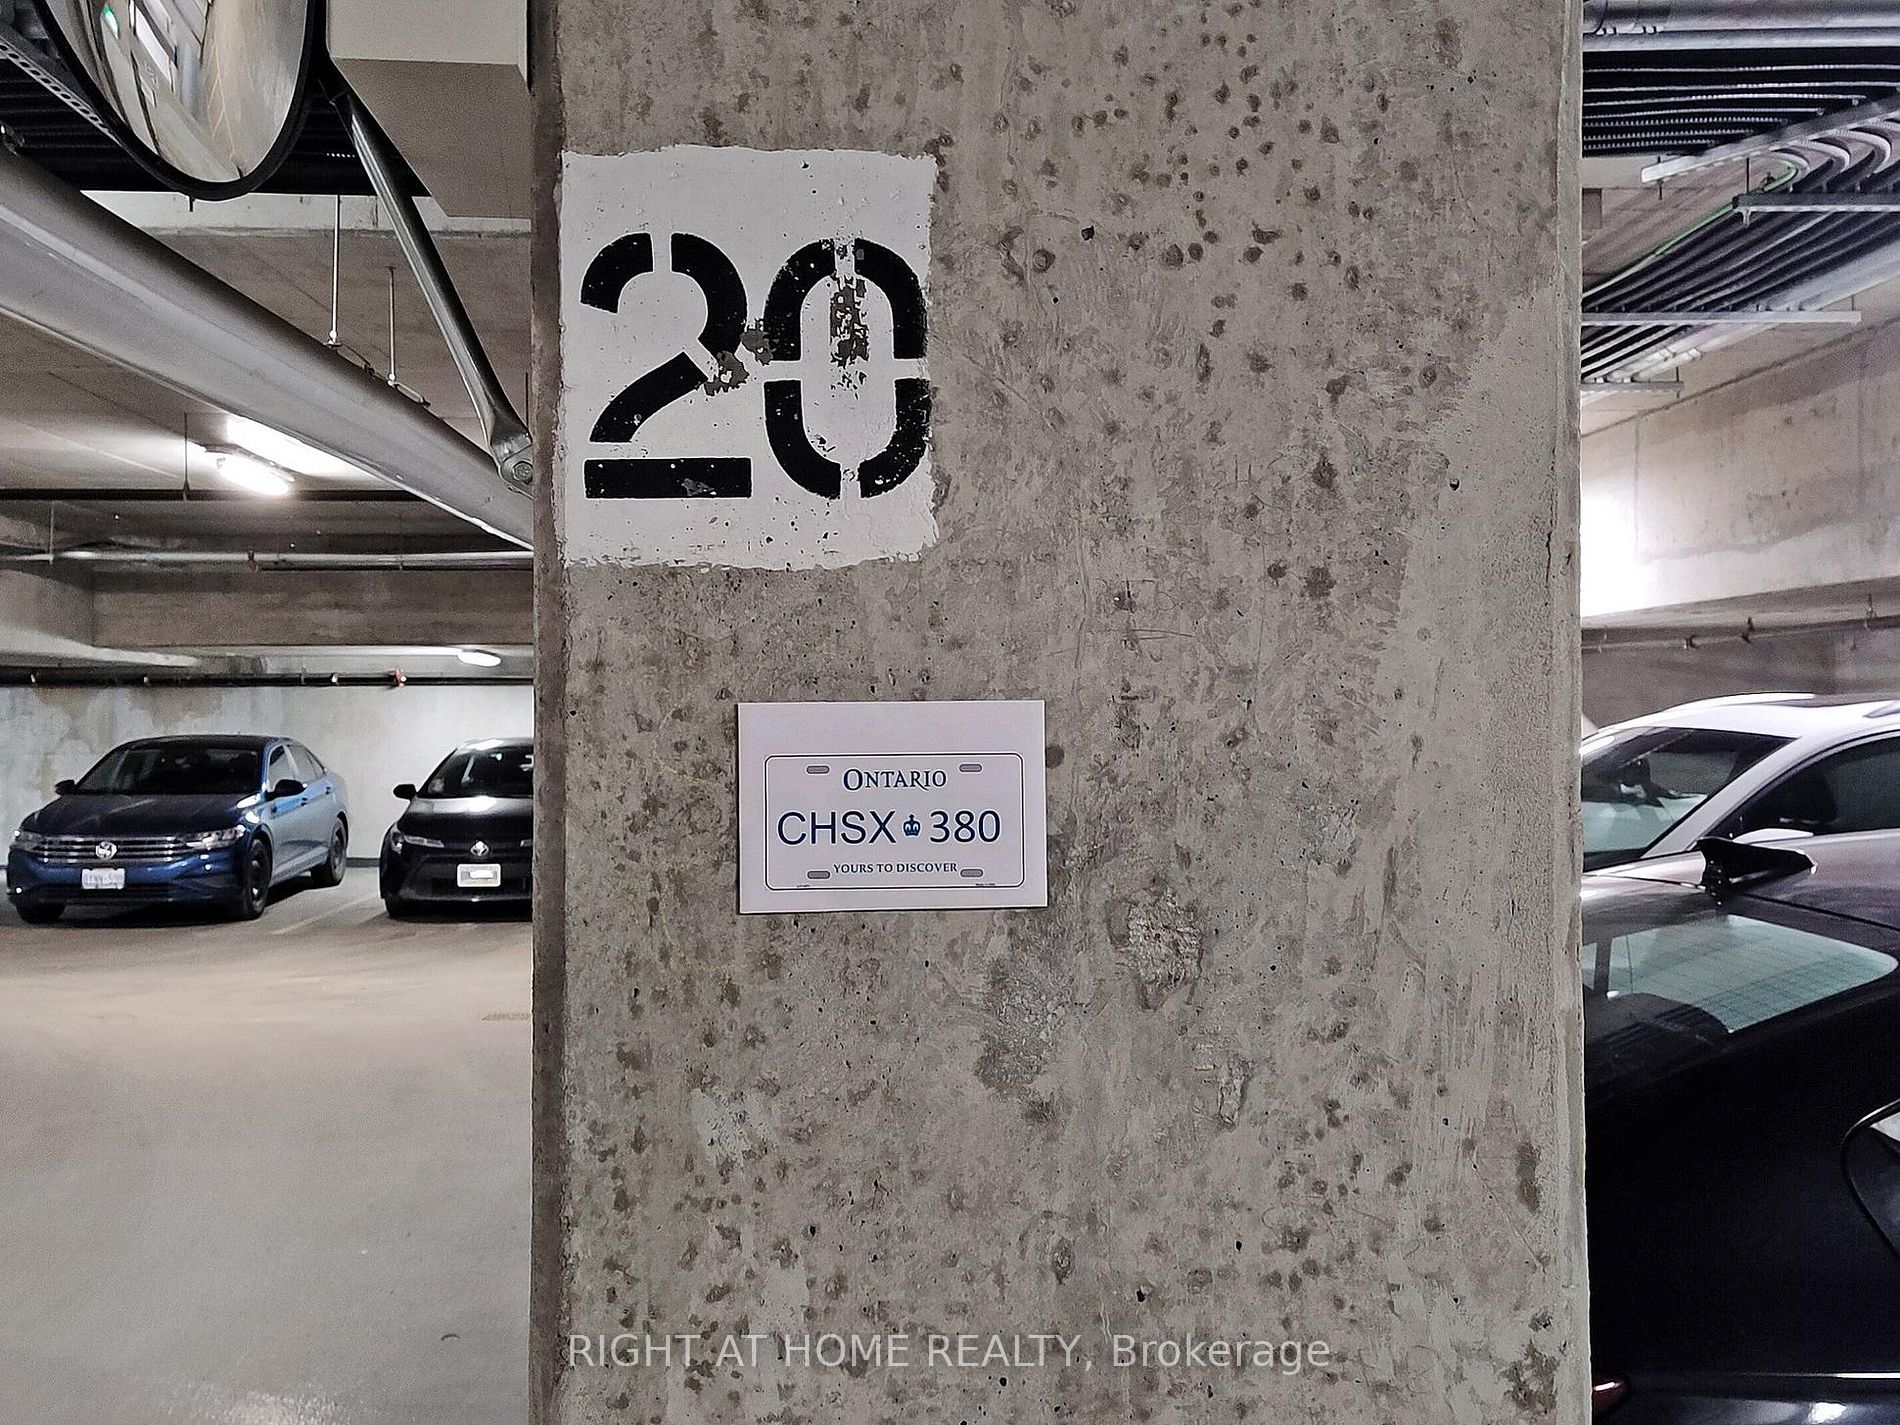 20
ONTARIO
CHSX 380
YOURS TO DISCOVER
RIGHT AT HOME REALTY, Brokerage